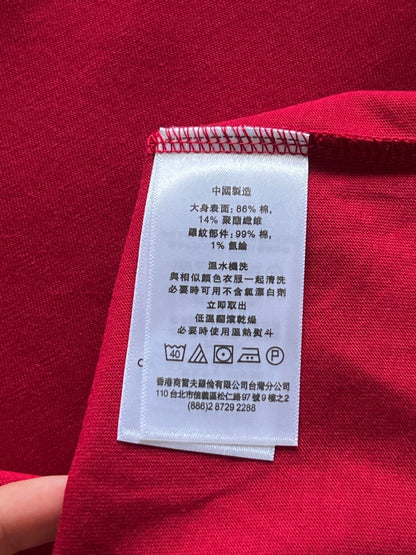 中國製造
大身表面: 86% 棉,
14% 聚酯纖維
羅紋部件: 99% 棉,
1% 氨綸
溫水機洗
與相似顏色衣服一起清洗
必要時可用不含氯漂白劑
立即取出
低溫翻滾乾燥
必要時使用溫熱熨斗
40 P
香港商雷夫羅倫有限公司台灣分公司
110 台北市信義區松仁路97號9樓之2
(886)2 8729 2288